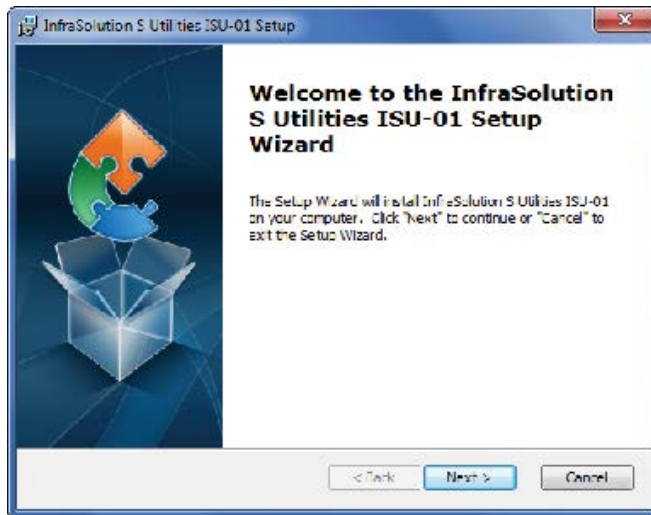 InfraSolution S Utilities ISU-01 Setup
Welcome to the InfraSolution
S Utilities ISU-01 Setup
Wizard
The Setup Wizard will install InfraSolution S Utilities ISU-01
on your computer. Click "Next" to continue or "Cancel" to
exit the Setup Wizard.
< Back
Next >
Cancel